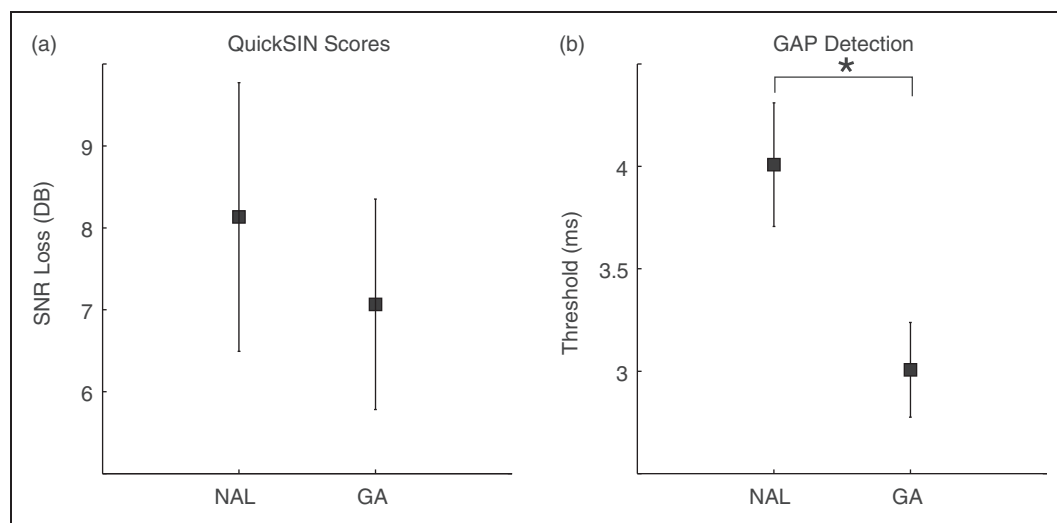 (a)
QuickSIN Scores
SNR Loss (DB)
9
8
7
6
NAL
GA
(b)
GAP Detection
*
Threshold (ms)
4
3.5
3
NAL
GA